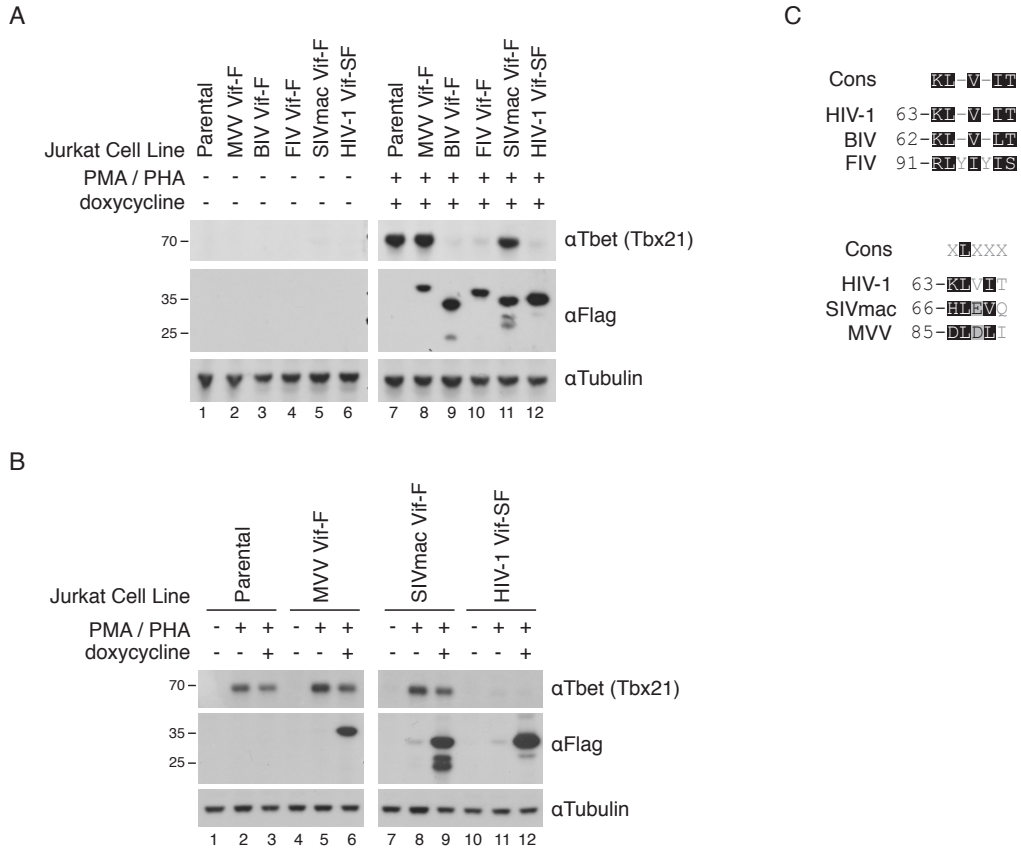 A
Jurkat Cell Line
Parental
MVV Vif-F
BIV Vif-F
FIV Vif-F
SIVmac Vif-F
HIV-1 Vif-SF
Parental
MVV Vif-F
BIV Vif-F
FIV Vif-F
SIVmac Vif-F
HIV-1 Vif-SF
PMA / PHA - - - - - - + + + + + +
doxycycline - - - - - - + + + + + +
70 αTbet (Tbx21)
35
25
αFlag
αTubulin
1 2 3 4 5 6 7 8 9 10 11 12
B
Jurkat Cell Line
Parental
MVV Vif-F
SIVmac Vif-F
HIV-1 Vif-SF
PMA / PHA - + + - + + - + + - + +
doxycycline - - + - - + - - + - - +
70 αTbet (Tbx21)
35
25
αFlag
αTubulin
1 2 3 4 5 6 7 8 9 10 11 12
C
Cons KL-V-IT
HIV-1 63-KL-V-IT
BIV 62-KL-V-LT
FIV 91-RLYIYIS
Cons XLXXX
HIV-1 63-KLVIT
SIVmac 66-HLEVQ
MVV 85-DLDLI